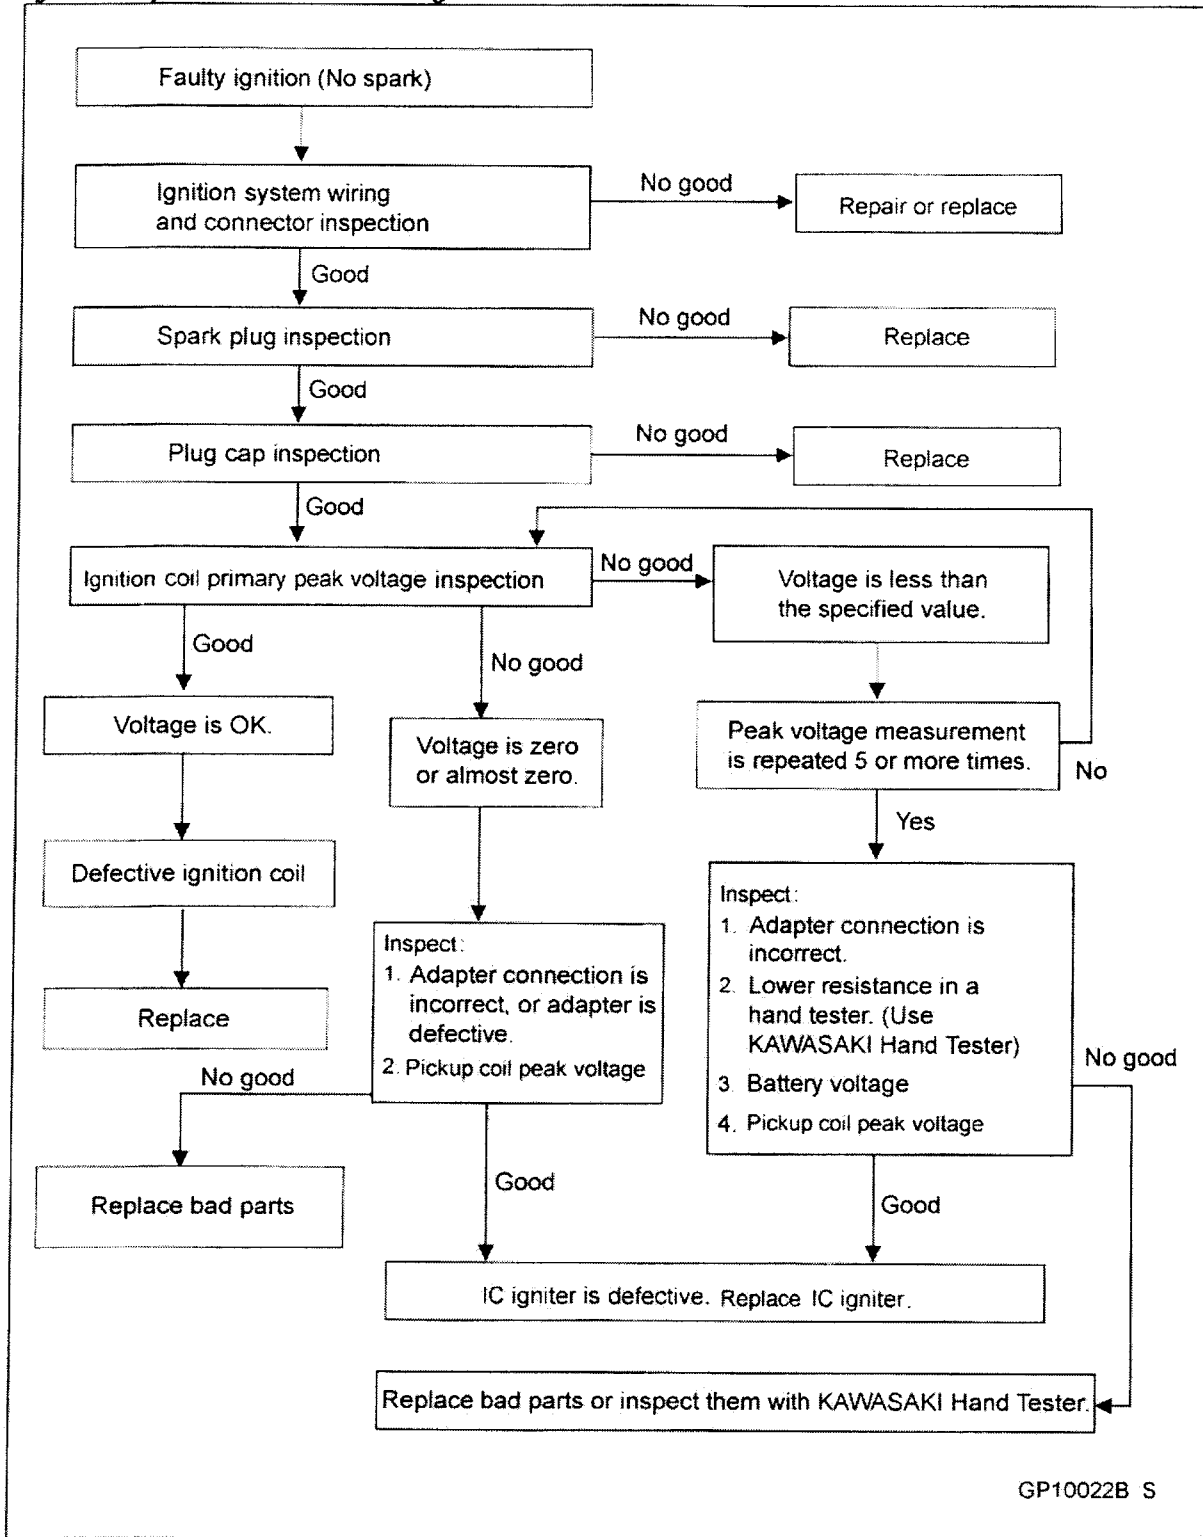 Faulty ignition (No spark)
Ignition system wiring
and connector inspection
No good
Repair or replace
Good
Spark plug inspection
No good
Replace
Good
Plug cap inspection
No good
Replace
Good
Ignition coil primary peak voltage inspection
No good
Voltage is less than
the specified value.
Good
No good
Voltage is OK.
Voltage is zero
or almost zero.
Peak voltage measurement
is repeated 5 or more times.
No
Yes
Defective ignition coil
Replace
Inspect:
1. Adapter connection is
incorrect, or adapter is
defective.
2. Pickup coil peak voltage
Inspect:
1. Adapter connection is
incorrect.
2. Lower resistance in a
hand tester. (Use
KAWASAKI Hand Tester)
3. Battery voltage
4. Pickup coil peak voltage
No good
No good
Replace bad parts
Good
Good
IC igniter is defective. Replace IC igniter.
Replace bad parts or inspect them with KAWASAKI Hand Tester.
GP10022B S